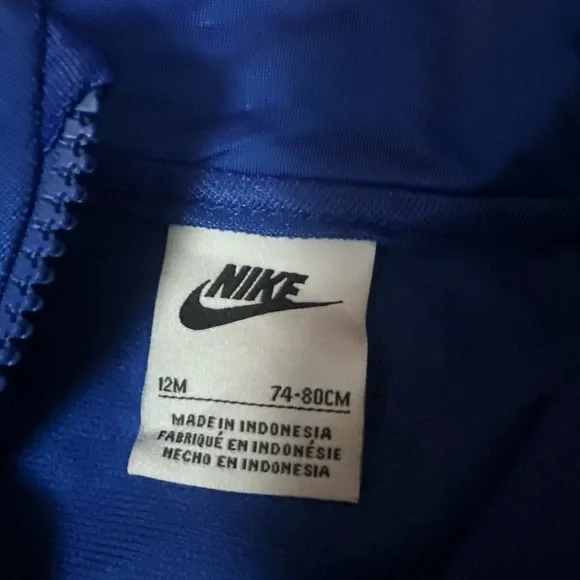 NIKE
12M 74-80CM
MADE IN INDONESIA
FABRIQUÉ EN INDONÉSIE
HECHO EN INDONESIA